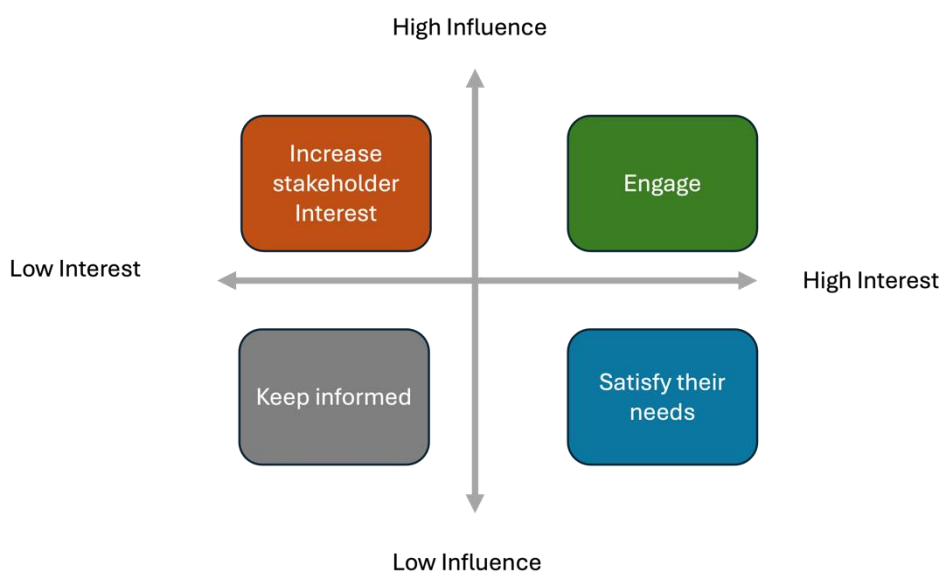 High Influence
Increase
stakeholder
Interest
Engage
Low Interest
High Interest
Keep informed
Satisfy their
needs
Low Influence